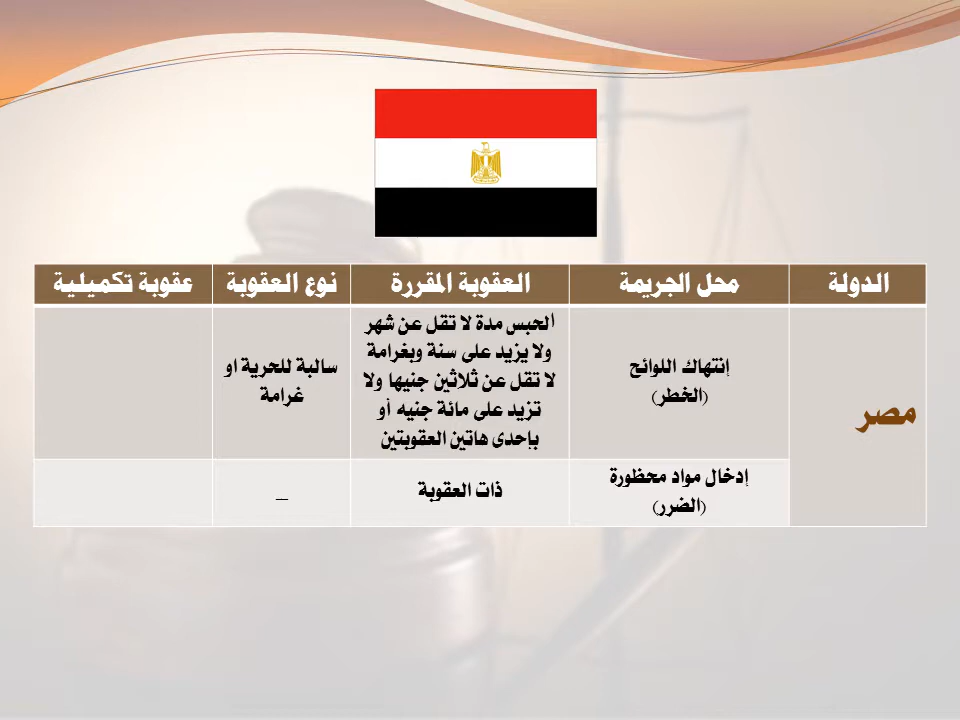 الدولة
محل الجريمة
العقوبة المقررة
نوع العقوبة
عقوبة تكميلية
مصر
إنتهاك اللوائح
(الخطر)
الحبس مدة لا تقل عن شهر
ولا يزيد على سنة وبغرامة
لا تقل عن ثلاثين جنيها ولا
تزيد على مائة جنيه أو
بإحدى هاتين العقوبتين
سالبة للحرية او
غرامة
إدخال مواد محظورة
(الضرر)
ذات العقوبة
_